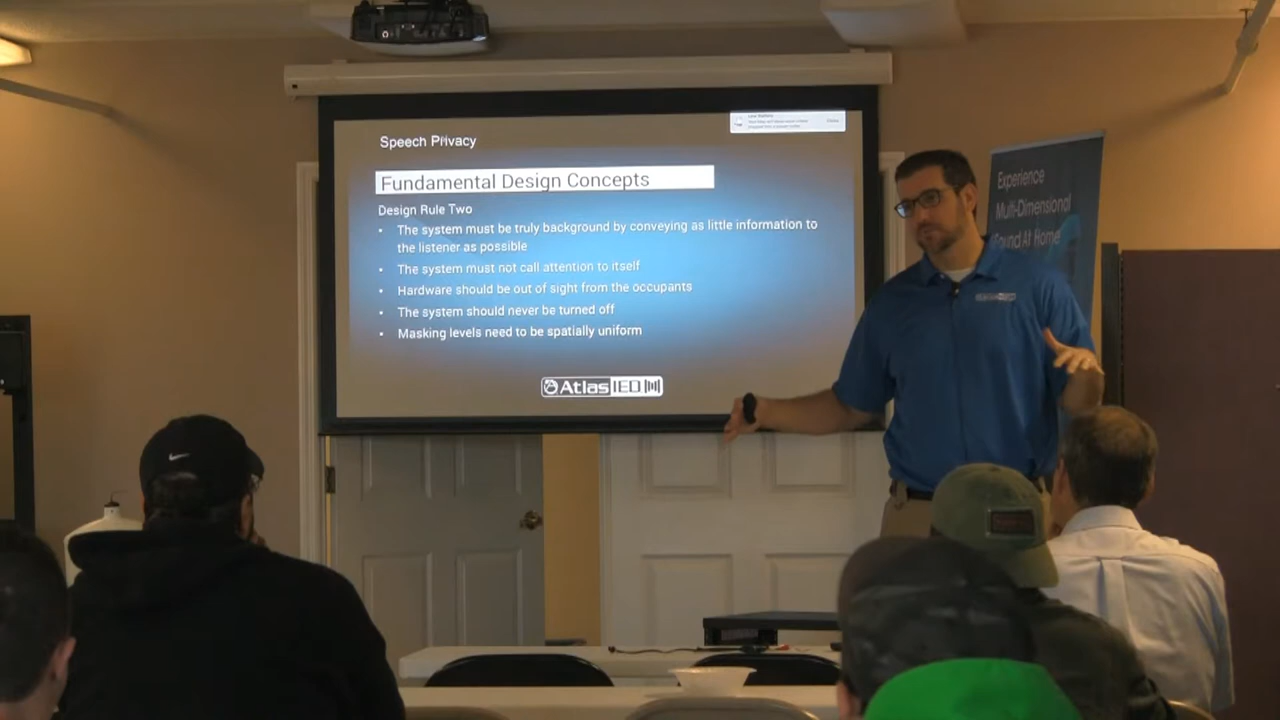 Speech Privacy
Fundamental Design Concepts
Design Rule Two
• The system must be truly background by conveying as little information to
the listener as possible
• The system must not call attention to itself
• Hardware should be out of sight from the occupants
• The system should never be turned off
• Masking levels need to be spatially uniform
Atlas IED
Experience
Multi-Dimensional
Sound At Home